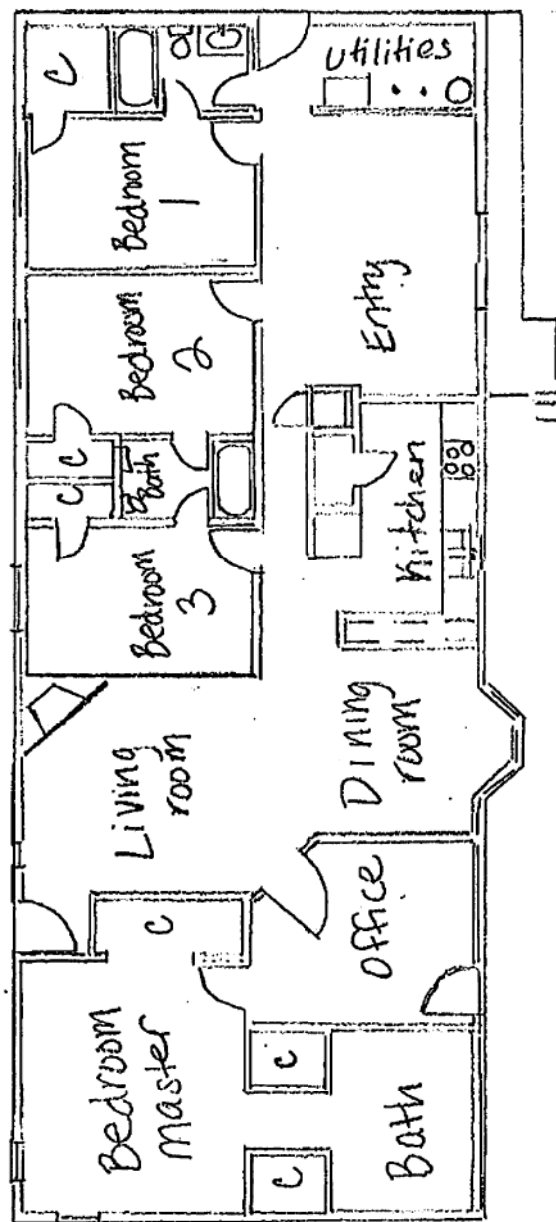 C
utilities
Bedroom
1
Bedroom
2
Entry
C
C
Bath
Kitchen
Bedroom
3
Living
room
Dining
room
C
Office
Bedroom
Master
C
C
Bath